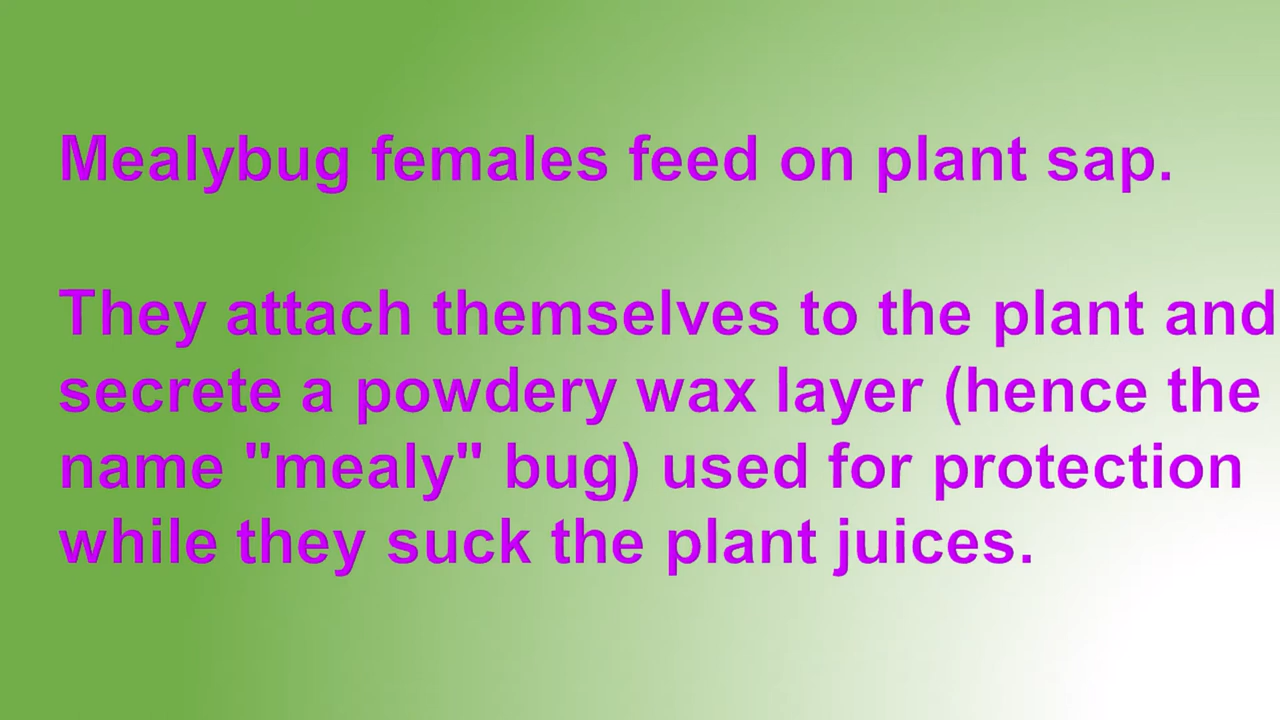 Mealybug females feed on plant sap.
They attach themselves to the plant and
secrete a powdery wax layer (hence the
name "mealy" bug) used for protection
while they suck the plant juices.